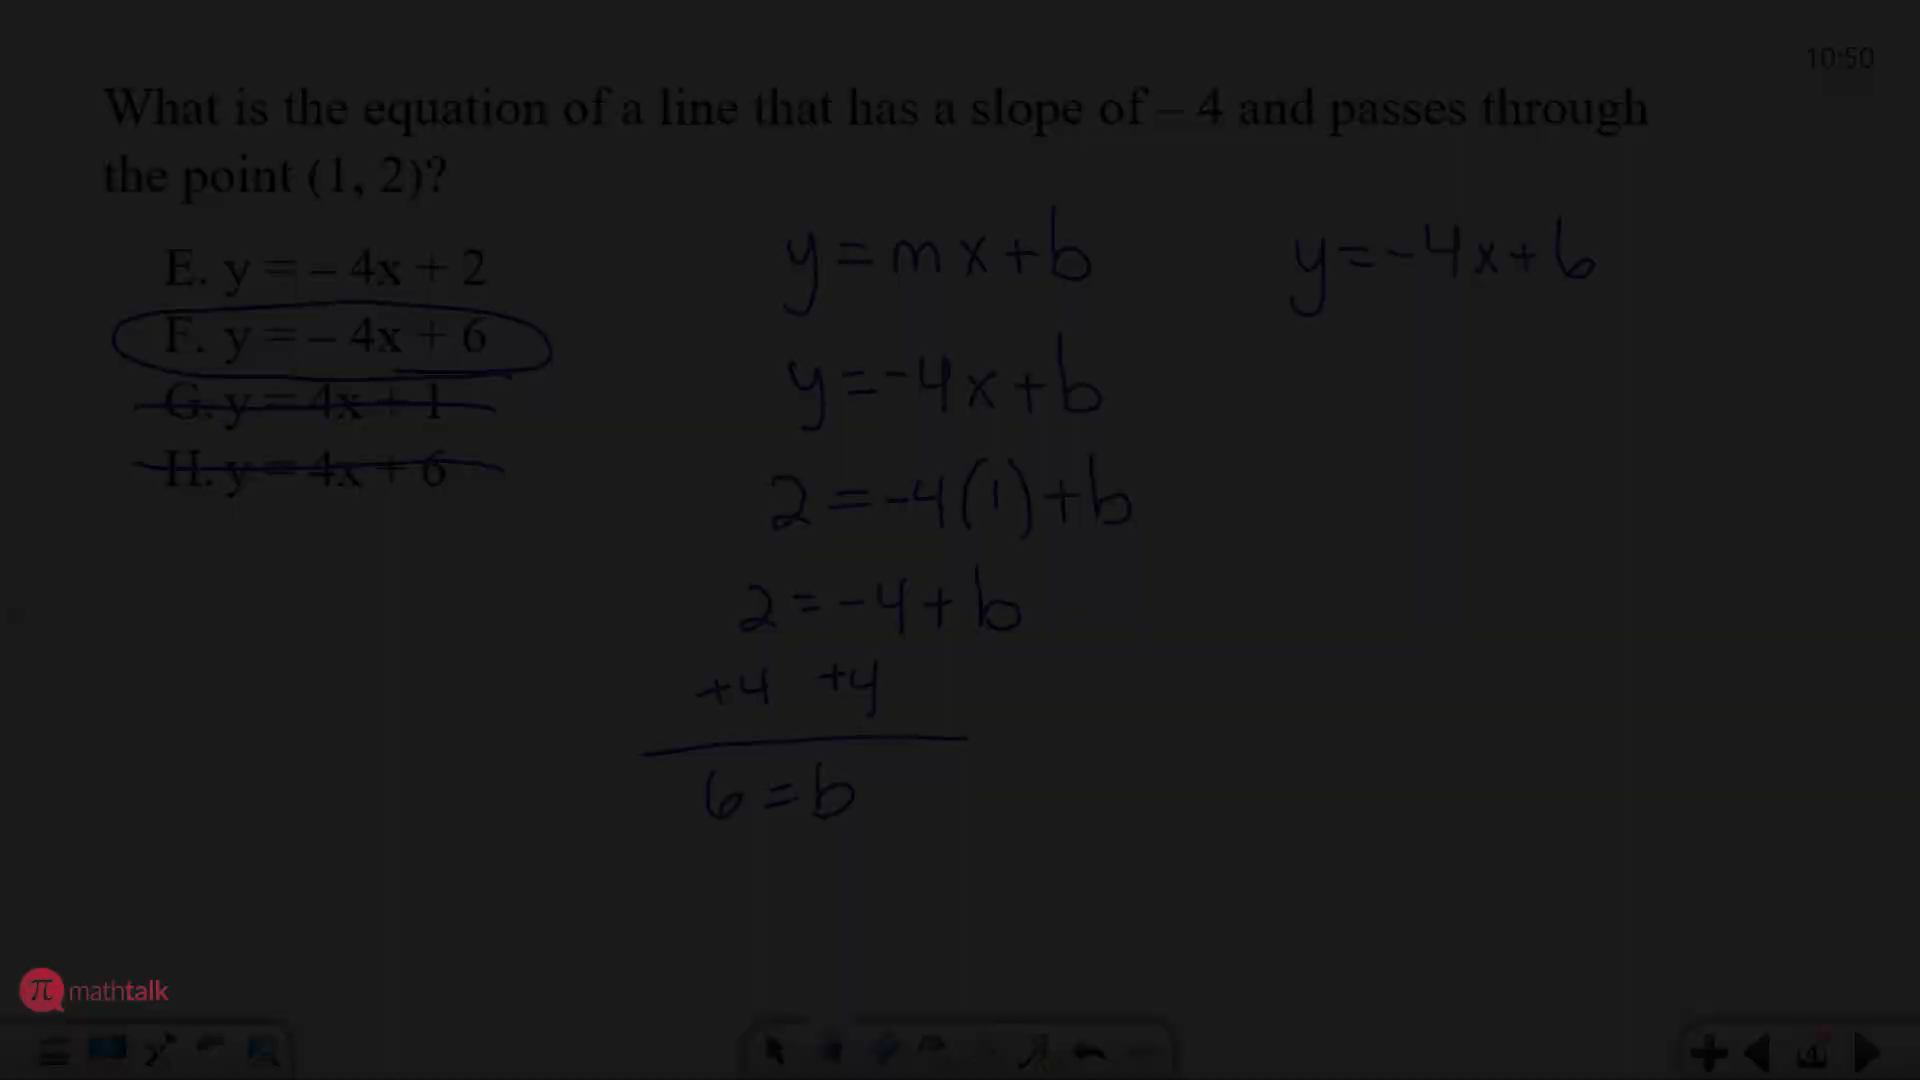 10:50
What is the equation of a line that has a slope of – 4 and passes through
the point (1, 2)?
E. y = – 4x + 2
F. y = – 4x + 6
G. y = 4x + 1
H. y = 4x + 6
y = mx + b
y = -4x + b
2 = -4(1) + b
2 = -4 + b
+4 +4
6 = b
y = -4x + 6
π mathtalk
4